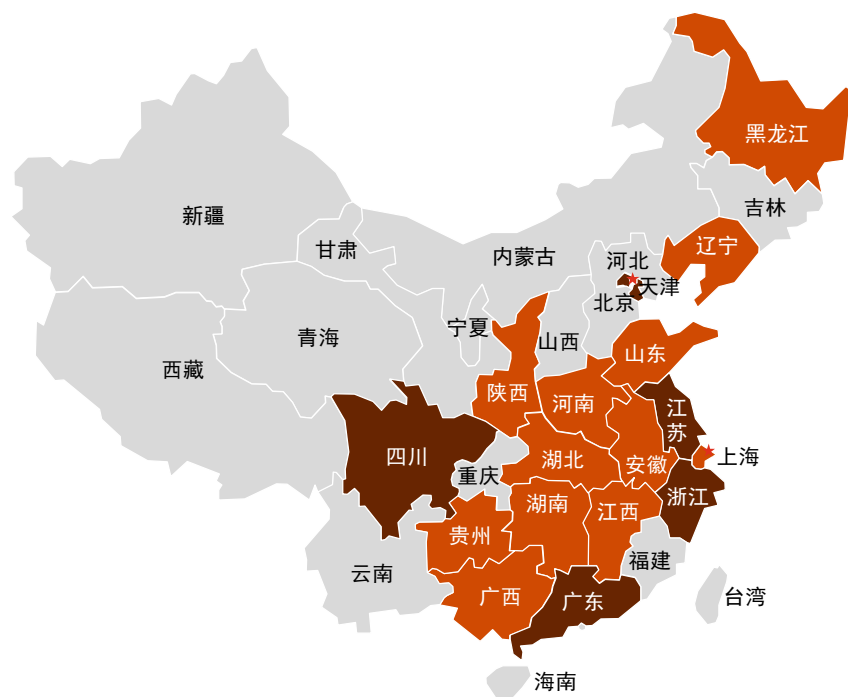 黑龙江
吉林
新疆
辽宁
甘肃
内蒙古
河北
天津
北京
宁夏
青海
山西
山东
西藏
陕西
河南
江
苏
四川
湖北
安徽
上海
重庆
浙江
湖南
江西
贵州
福建
云南
广西
广东
台湾
海南